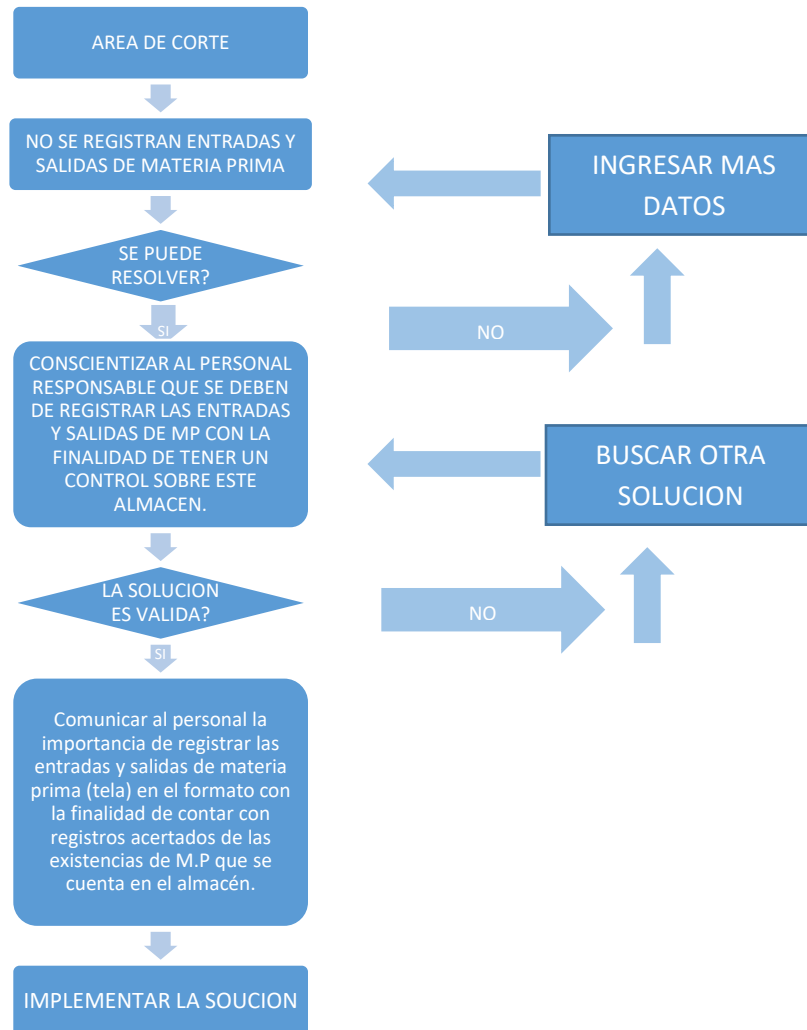 AREA DE CORTE
NO SE REGISTRAN ENTRADAS Y
SALIDAS DE MATERIA PRIMA
INGRESAR MAS
DATOS
SE PUEDE
RESOLVER?
SI
NO
CONSCIENTIZAR AL PERSONAL
RESPONSABLE QUE SE DEBEN
DE REGISTRAR LAS ENTRADAS
Y SALIDAS DE MP CON LA
FINALIDAD DE TENER UN
CONTROL SOBRE ESTE
ALMACEN.
BUSCAR OTRA
SOLUCION
LA SOLUCION
ES VALIDA?
NO
SI
Comunicar al personal la
importancia de registrar las
entradas y salidas de materia
prima (tela) en el formato con
la finalidad de contar con
registros acertados de las
existencias de M.P que se
cuenta en el almacén.
IMPLEMENTAR LA SOUCION